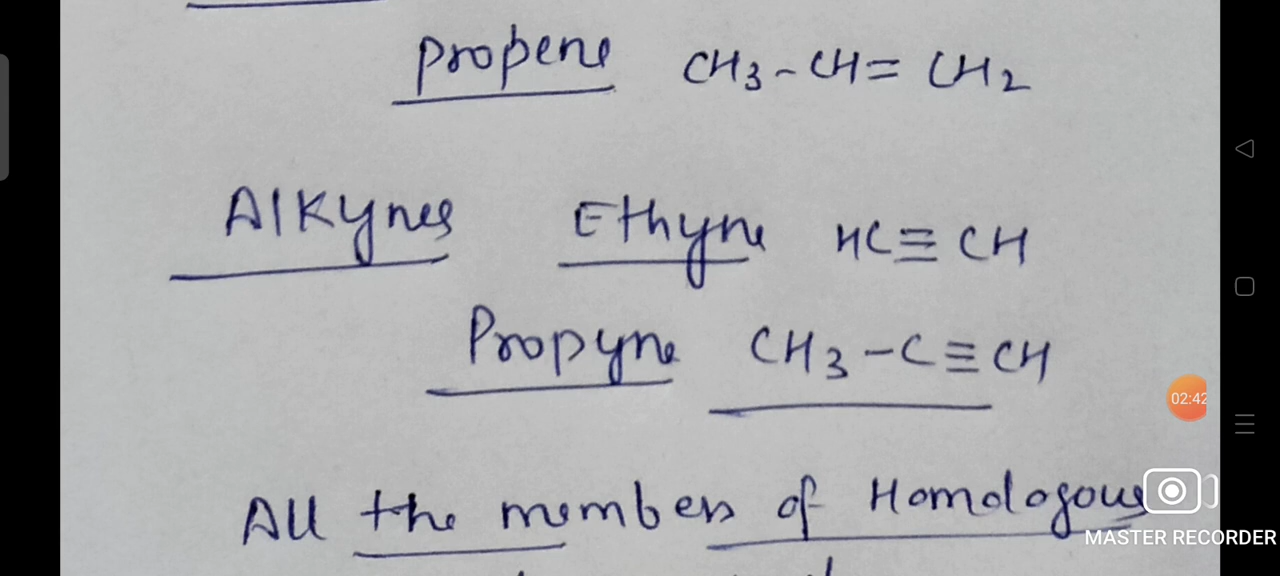 Propene CH3-CH=CH2
Alkynes Ethyne HC≡CH
Propyne CH3-C≡CH
02:42
All the members of Homologous
MASTER RECORDER